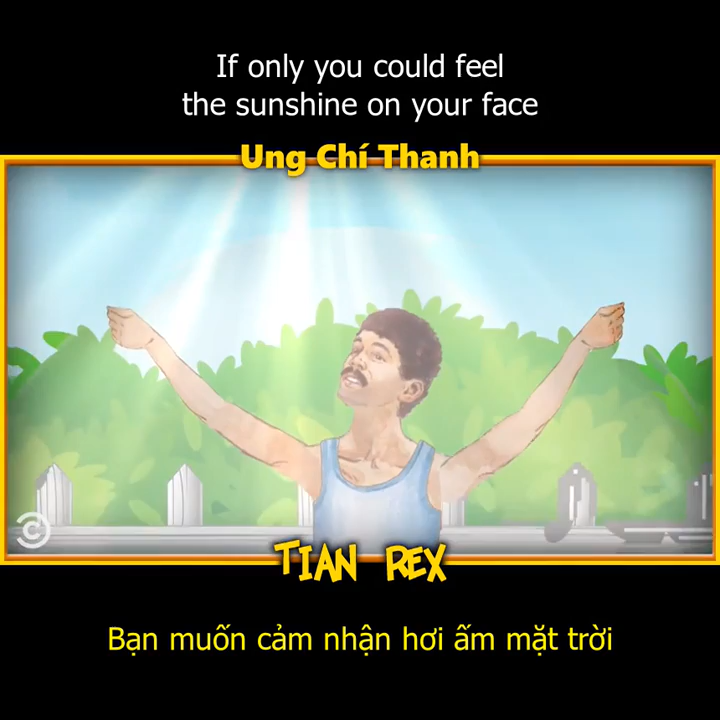 If only you could feel
the sunshine on your face
Ung Chí Thanh
TIAN REX
Bạn muốn cảm nhận hơi ấm mặt trời